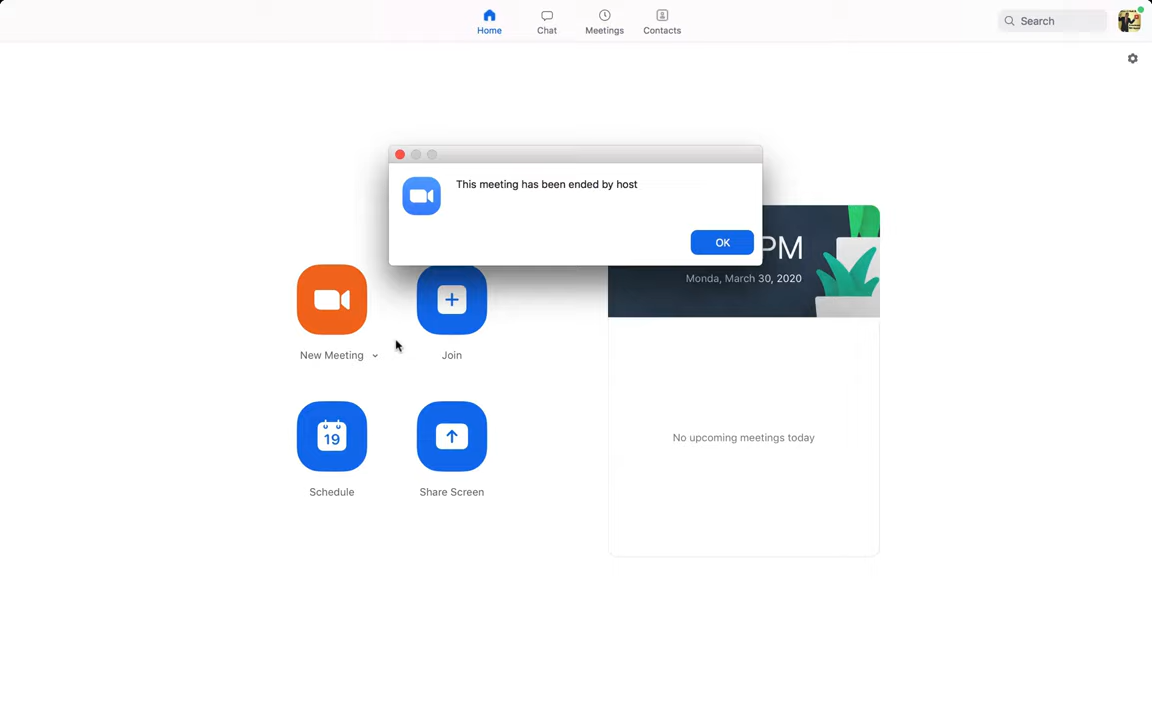 Home
Chat
Meetings
Contacts
Search
This meeting has been ended by host
OK
PM
Monda, March 30, 2020
New Meeting
Join
19
Schedule
Share Screen
No upcoming meetings today